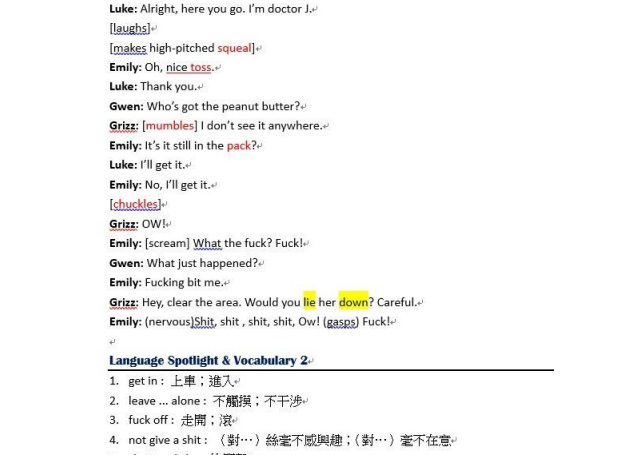 Luke: Alright, here you go. I'm doctor J.
[laughs]
[makes high-pitched squeal]
Emily: Oh, nice toss.
Luke: Thank you.
Gwen: Who's got the peanut butter?
Grizz: [mumbles] I don't see it anywhere.
Emily: It's it still in the pack?
Luke: I'll get it.
Emily: No, I'll get it.
[chuckles]
Grizz: OW!
Emily: [scream] What the fuck? Fuck!
Gwen: What just happened?
Emily: Fucking bit me.
Grizz: Hey, clear the area. Would you lie her down? Careful.
Emily: (nervous)Shit, shit , shit, shit, Ow! (gasps) Fuck!
Language Spotlight & Vocabulary 2
1. get in : 上車；進入
2. leave ... alone : 不觸摸；不干涉
3. fuck off : 走開；滾
4. not give a shit : （對…）絲毫不感興趣；（對…）毫不在意